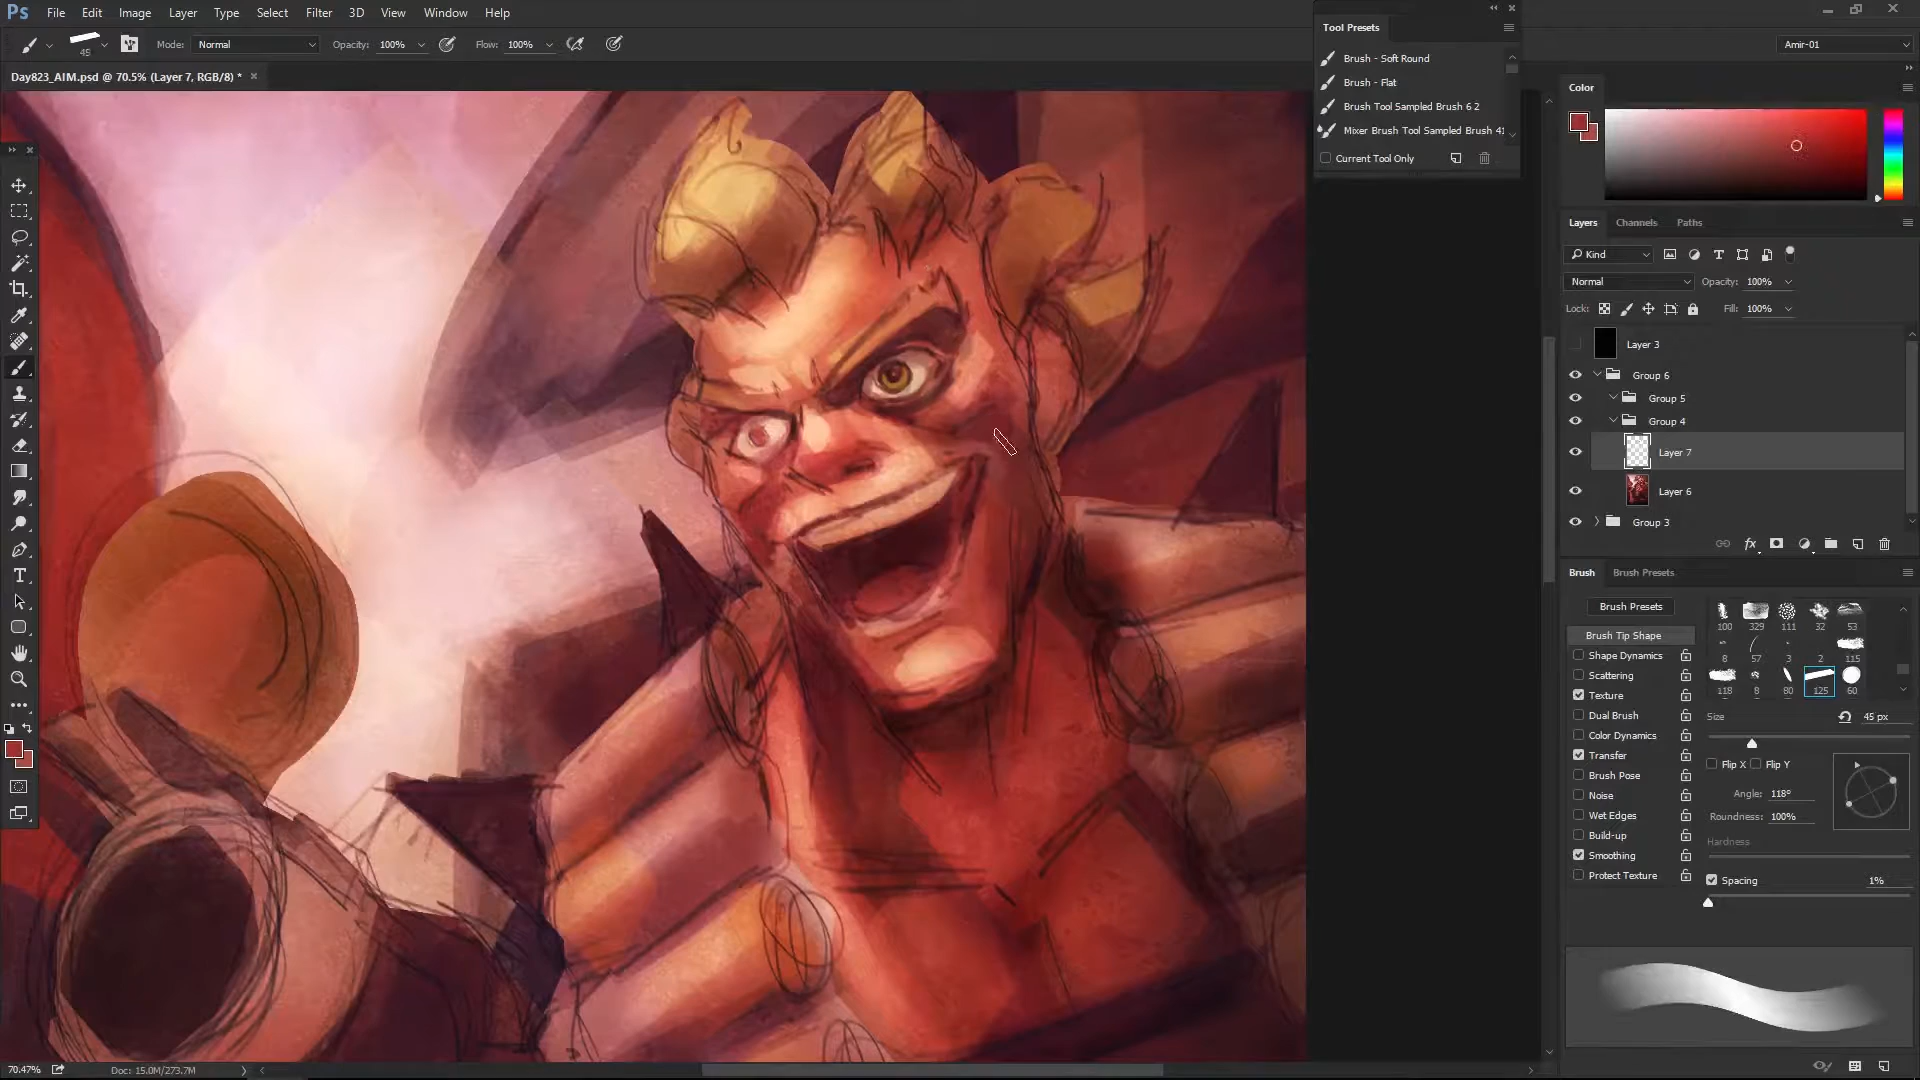 Ps File Edit Image Layer Type Select Filter 3D View Window Help
45 Mode: Normal Opacity: 100% Flow: 100%
Amir-01
Day823_AIM.psd @ 70.5% (Layer 7, RGB/8) *
Tool Presets
Brush - Soft Round
Brush - Flat
Brush Tool Sampled Brush 6 2
Mixer Brush Tool Sampled Brush 41
Current Tool Only
Color
Layers Channels Paths
Kind
Normal Opacity: 100%
Lock: Fill: 100%
Layer 3
Group 6
Group 5
Group 4
Layer 7
Layer 6
Group 3
fx
Brush Brush Presets
Brush Presets
100 329 111 32 53
8 57 3 2 115
118 8 80 125 60
Brush Tip Shape
Shape Dynamics
Scattering
Texture
Dual Brush
Color Dynamics
Transfer
Brush Pose
Noise
Wet Edges
Build-up
Smoothing
Protect Texture
Size 45 px
Flip X Flip Y
Angle: 118º
Roundness: 100%
Hardness
Spacing 1%
70.47% Doc: 15.0M/273.7M